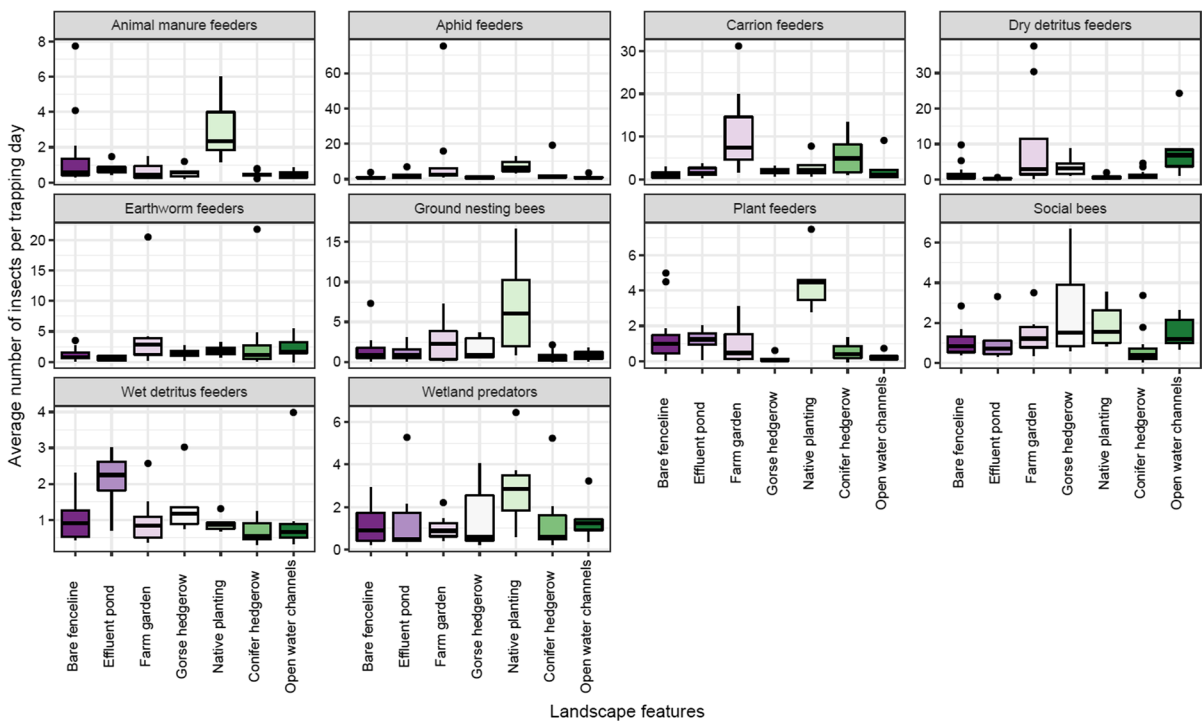 Average number of insects per trapping day
Animal manure feeders
8
6
4
2
0
Aphid feeders
60
40
20
0
Carrion feeders
30
20
10
0
Dry detritus feeders
30
20
10
0
Earthworm feeders
20
15
10
5
0
Ground nesting bees
15
10
5
0
Plant feeders
6
4
2
0
Social bees
6
4
2
0
Wet detritus feeders
4
3
2
1
Wetland predators
6
4
2
0
Bare fenceline
Effluent pond
Farm garden
Gorse hedgerow
Native planting
Conifer hedgerow
Open water channels
Bare fenceline
Effluent pond
Farm garden
Gorse hedgerow
Native planting
Conifer hedgerow
Open water channels
Bare fenceline
Effluent pond
Farm garden
Gorse hedgerow
Native planting
Conifer hedgerow
Open water channels
Bare fenceline
Effluent pond
Farm garden
Gorse hedgerow
Native planting
Conifer hedgerow
Open water channels
Landscape features